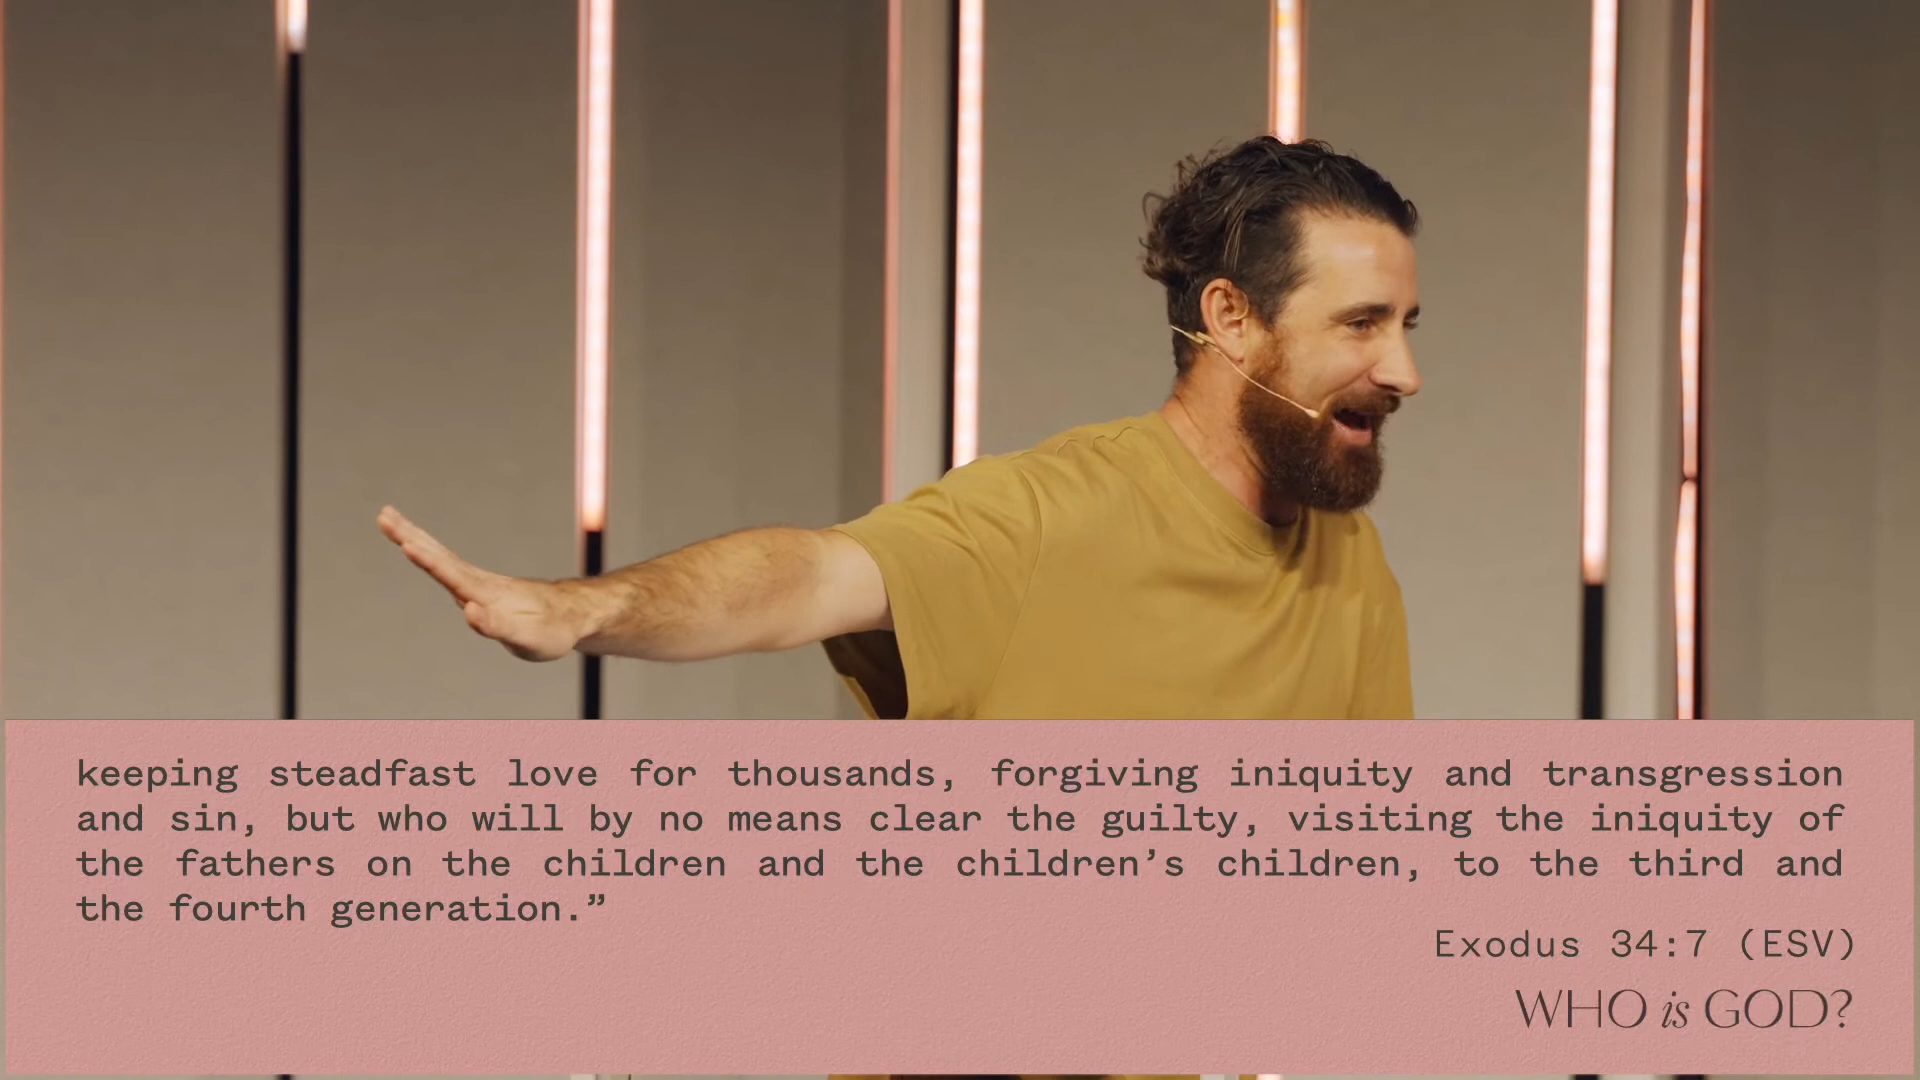 keeping steadfast love for thousands, forgiving iniquity and transgression
and sin, but who will by no means clear the guilty, visiting the iniquity of
the fathers on the children and the children’s children, to the third and
the fourth generation.”
Exodus 34:7 (ESV)
WHO is GOD?